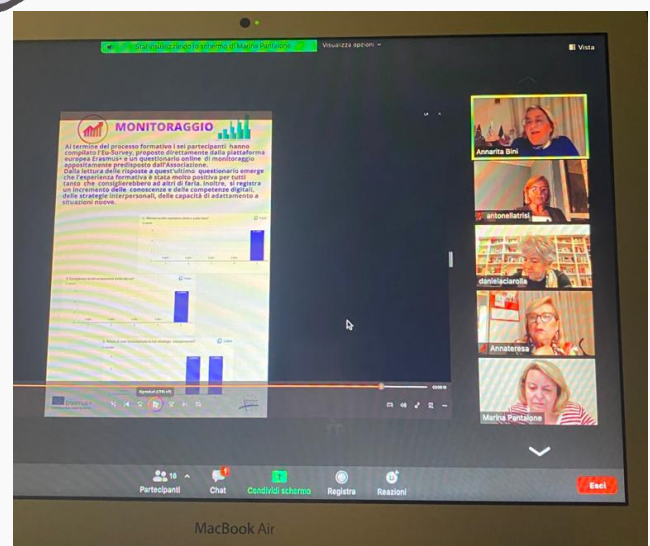 Stai visualizzando lo schermo di Marina Pantalone
Visualizza opzioni
Vista
MONITORAGGIO
Al termine del processo formativo i sei partecipanti hanno
compilato l'Eu-Survey, proposto direttamente dalla piattaforma
europea Erasmus+ e un questionario online di monitoraggio
appositamente predisposto dall'Associazione.
Dalla lettura delle risposte a quest'ultimo questionario emerge
che l'esperienza formativa è stata molto positiva per tutti
tanto che consiglierebbero ad altri di farla. Inoltre, si registra
un incremento delle conoscenze e delle competenze digitali,
delle strategie interpersonali, delle capacità di adattamento a
situazioni nuove.
Annarita Bini
antonellatrisi
danielaciarolla
Annateresa
Marina Pantalone
Erasmus+
10
Partecipanti
Chat
Condividi schermo
Registra
Reazioni
Esci
MacBook Air